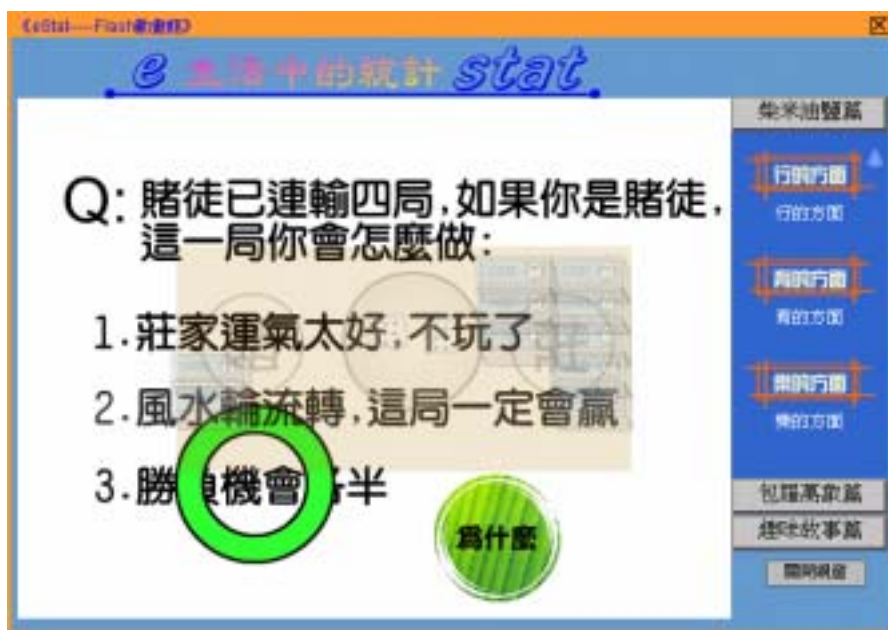 e 生活中的統計 stat
柴米油鹽篇
Q: 賭徒已連輸四局,如果你是賭徒,
這一局你會怎麼做:
1.莊家運氣太好,不玩了
2.風水輪流轉,這局一定會贏
3.勝負機會各半
為什麼
行的方面
行的方面
育的方面
育的方面
樂的方面
樂的方面
包羅萬象篇
趣味故事篇
關閉視窗